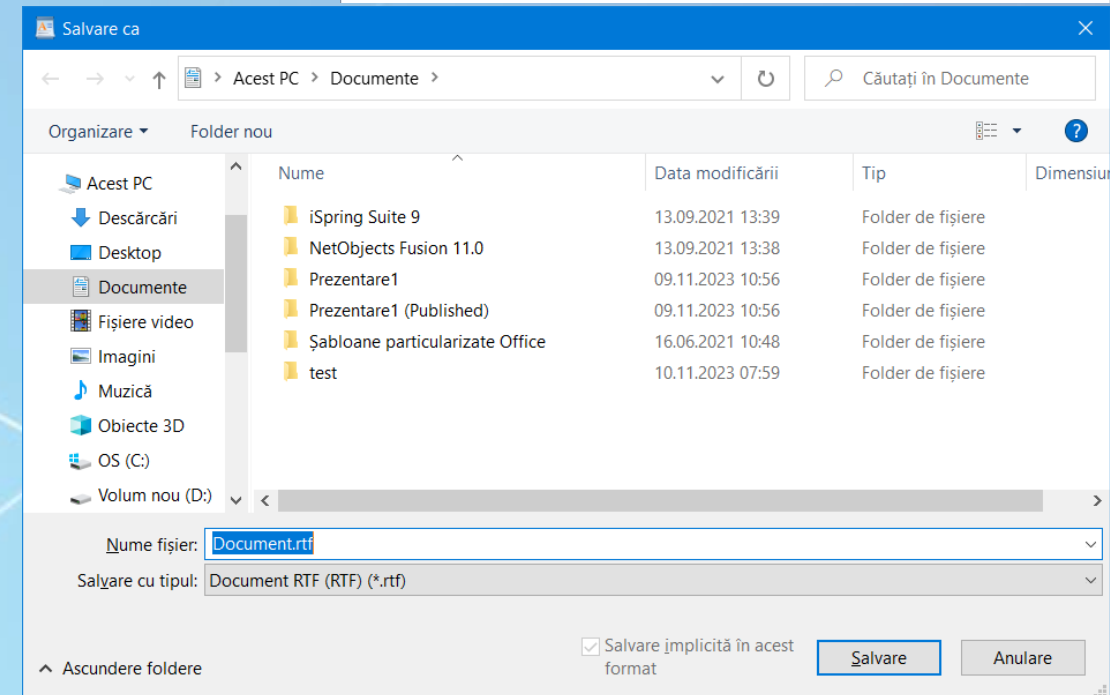 Salvare ca
Acest PC > Documente >
Căutați în Documente
Organizare
Folder nou
?
Nume Data modificării Tip Dimensiun
Acest PC
Descărcări
Desktop
Documente
Fișiere video
Imagini
Muzică
Obiecte 3D
OS (C:)
Volum nou (D:)
iSpring Suite 9 13.09.2021 13:39 Folder de fișiere
NetObjects Fusion 11.0 13.09.2021 13:38 Folder de fișiere
Prezentare1 09.11.2023 10:56 Folder de fișiere
Prezentare1 (Published) 09.11.2023 10:56 Folder de fișiere
Șabloane particularizate Office 16.06.2021 10:48 Folder de fișiere
test 10.11.2023 07:59 Folder de fișiere
Nume fișier: Document.rtf
Salvare cu tipul: Document RTF (RTF) (*.rtf)
Salvare implicită în acest
format
Salvare
Anulare
Ascundere foldere